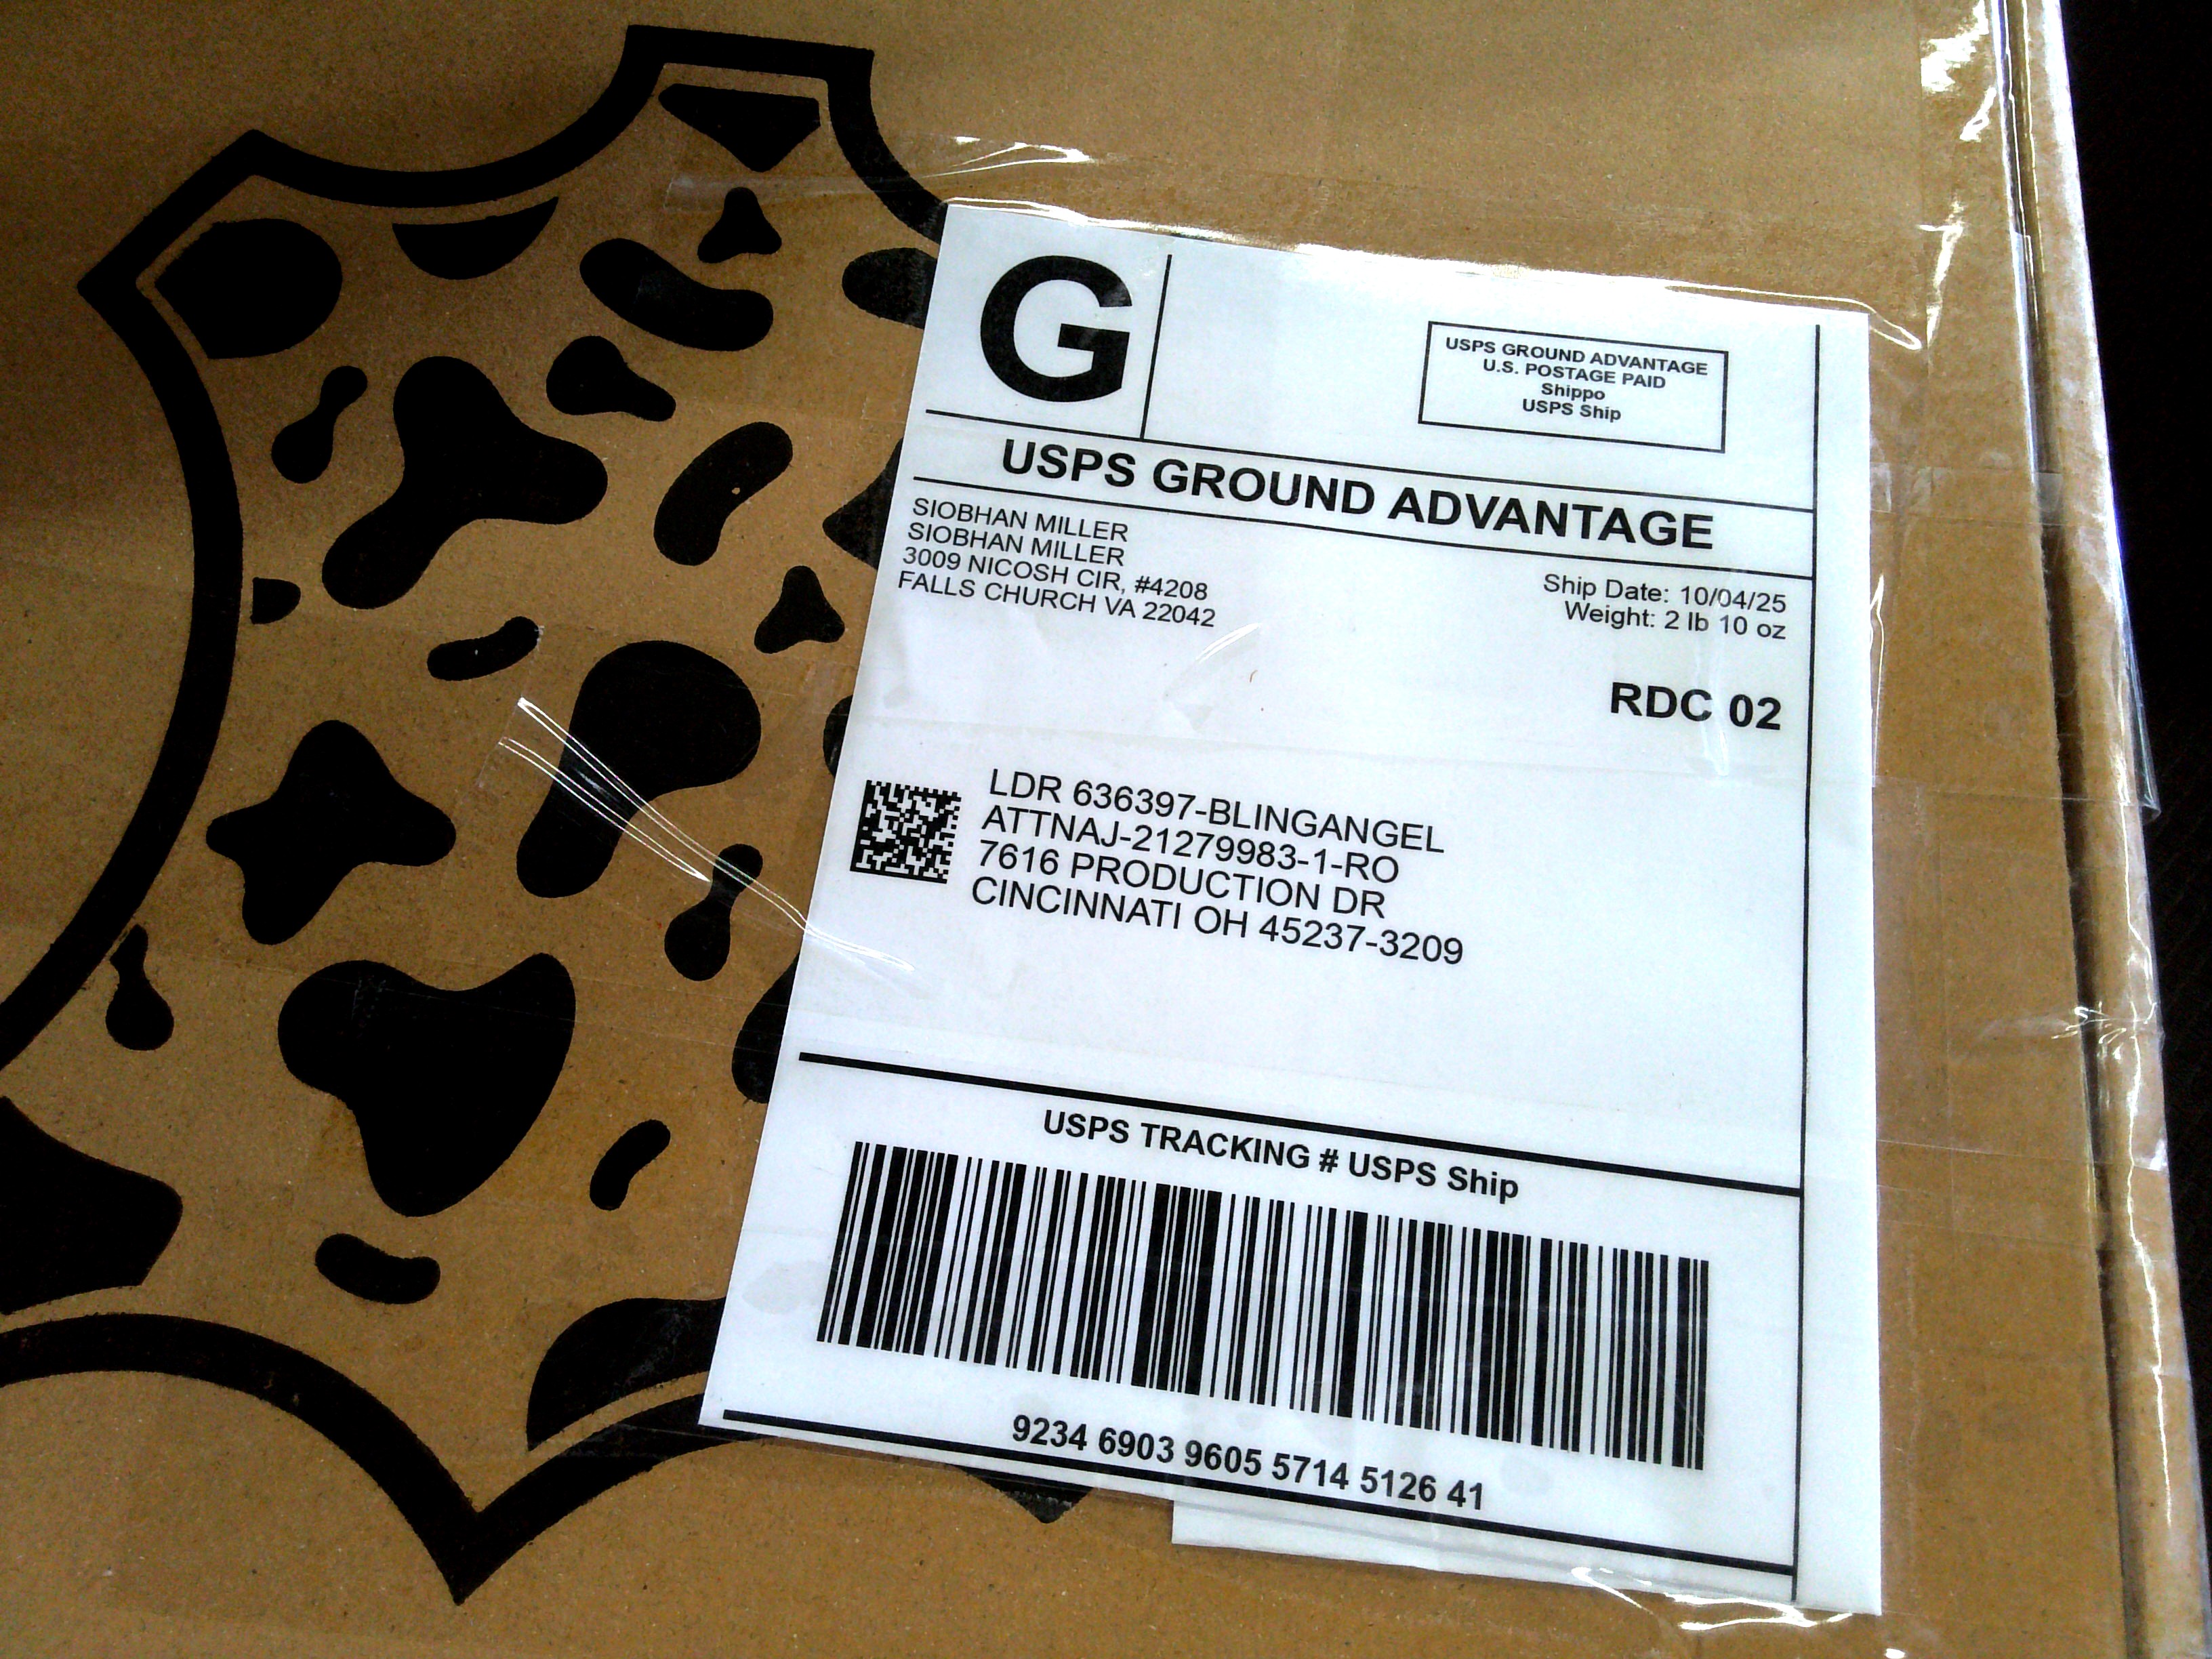 G
USPS GROUND ADVANTAGE
U.S. POSTAGE PAID
Shippo
USPS Ship
USPS GROUND ADVANTAGE
SIOBHAN MILLER
SIOBHAN MILLER
3009 NICOSH CIR, #4208
FALLS CHURCH VA 22042
Ship Date: 10/04/25
Weight: 2 lb 10 oz
RDC 02
LDR 636397-BLINGANGEL
ATTNAJ-21279983-1-RO
7616 PRODUCTION DR
CINCINNATI OH 45237-3209
USPS TRACKING # USPS Ship
9234 6903 9605 5714 5126 41